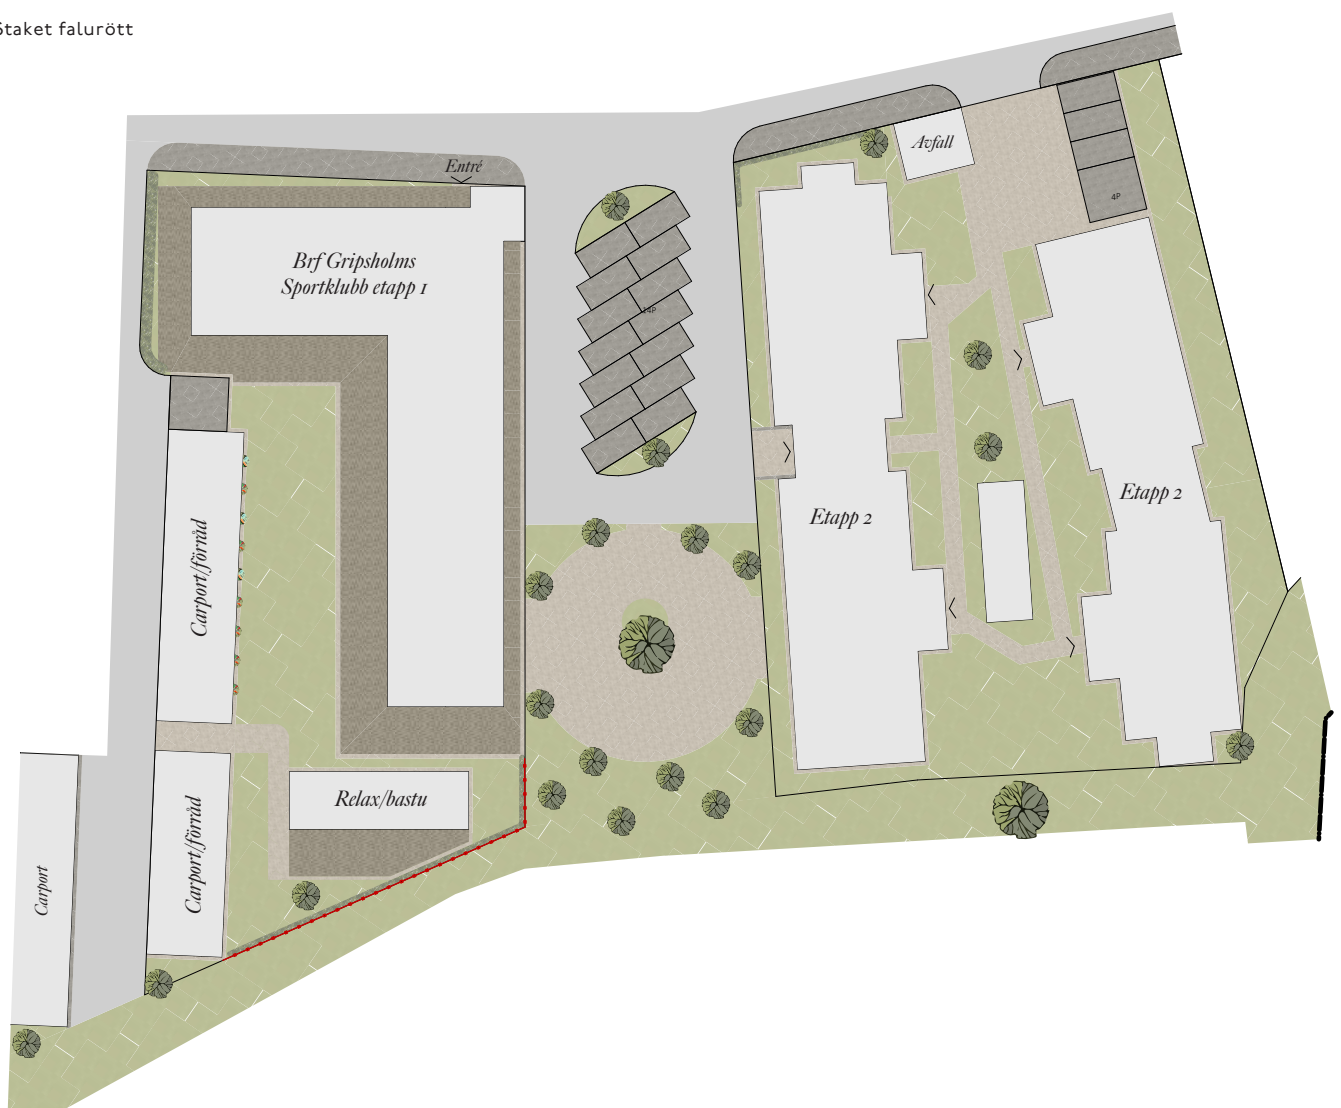 Staket falurött
Entré
Avfall
4P
Brf Gripsholms
Sportklubb etapp 1
14P
Etapp 2
Etapp 2
Carport/förråd
Relax/bastu
Carport/förråd
Carport